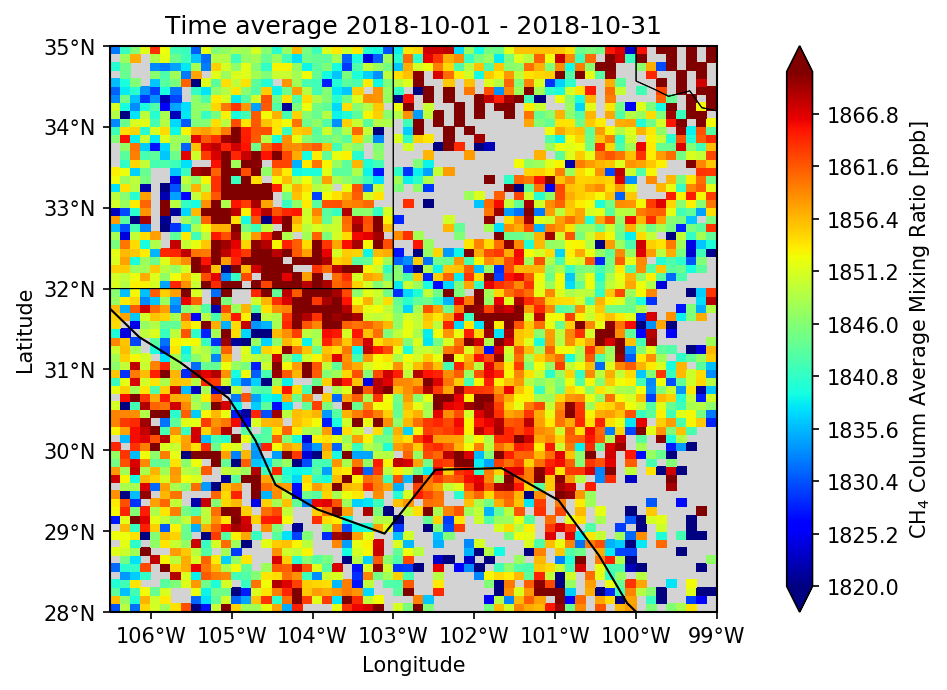 Time average 2018-10-01 - 2018-10-31
35°N
34°N
33°N
32°N
31°N
30°N
29°N
28°N
Latitude
106°W 105°W 104°W 103°W 102°W 101°W 100°W 99°W
Longitude
1866.8
1861.6
1856.4
1851.2
1846.0
1840.8
1835.6
1830.4
1825.2
1820.0
CH₄ Column Average Mixing Ratio [ppb]